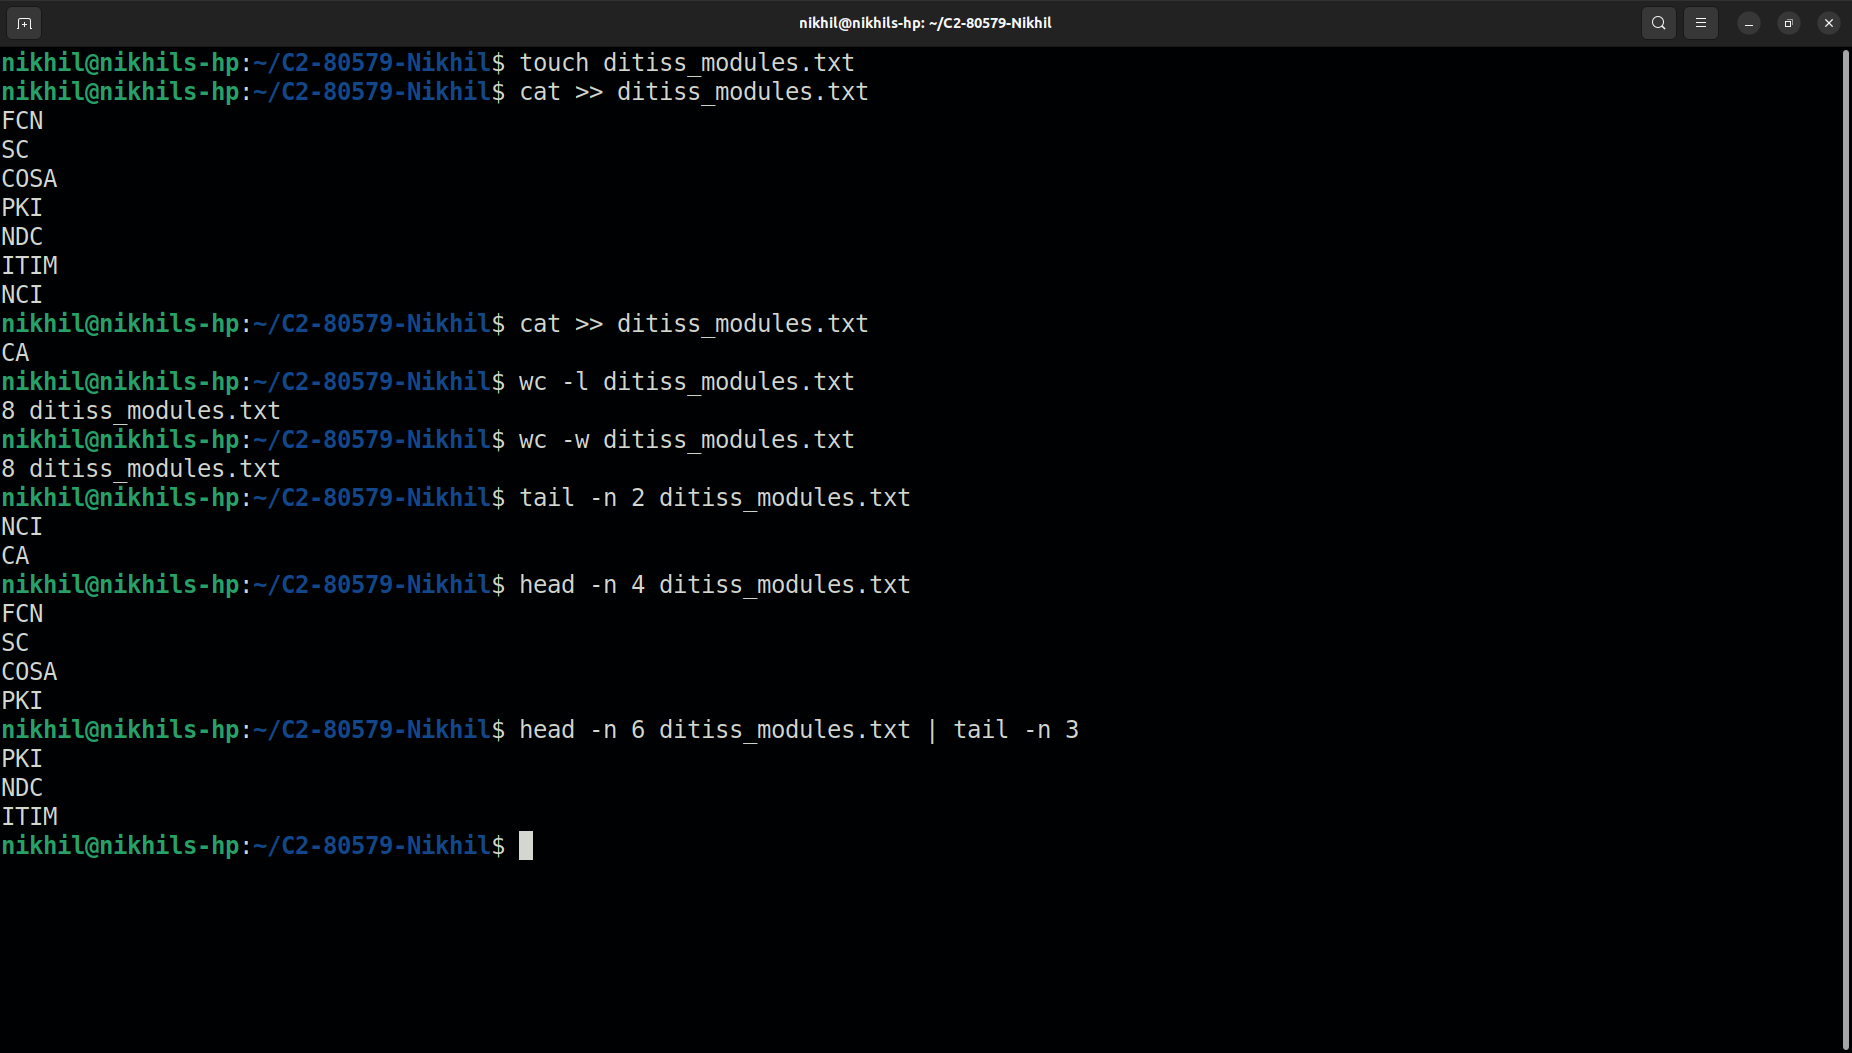 nikhil@nikhils-hp: ~/C2-80579-Nikhil
nikhil@nikhils-hp:~/C2-80579-Nikhil$ touch ditiss_modules.txt
nikhil@nikhils-hp:~/C2-80579-Nikhil$ cat >> ditiss_modules.txt
FCN
SC
COSA
PKI
NDC
ITIM
NCI
nikhil@nikhils-hp:~/C2-80579-Nikhil$ cat >> ditiss_modules.txt
CA
nikhil@nikhils-hp:~/C2-80579-Nikhil$ wc -l ditiss_modules.txt
8 ditiss_modules.txt
nikhil@nikhils-hp:~/C2-80579-Nikhil$ wc -w ditiss_modules.txt
8 ditiss_modules.txt
nikhil@nikhils-hp:~/C2-80579-Nikhil$ tail -n 2 ditiss_modules.txt
NCI
CA
nikhil@nikhils-hp:~/C2-80579-Nikhil$ head -n 4 ditiss_modules.txt
FCN
SC
COSA
PKI
nikhil@nikhils-hp:~/C2-80579-Nikhil$ head -n 6 ditiss_modules.txt | tail -n 3
PKI
NDC
ITIM
nikhil@nikhils-hp:~/C2-80579-Nikhil$